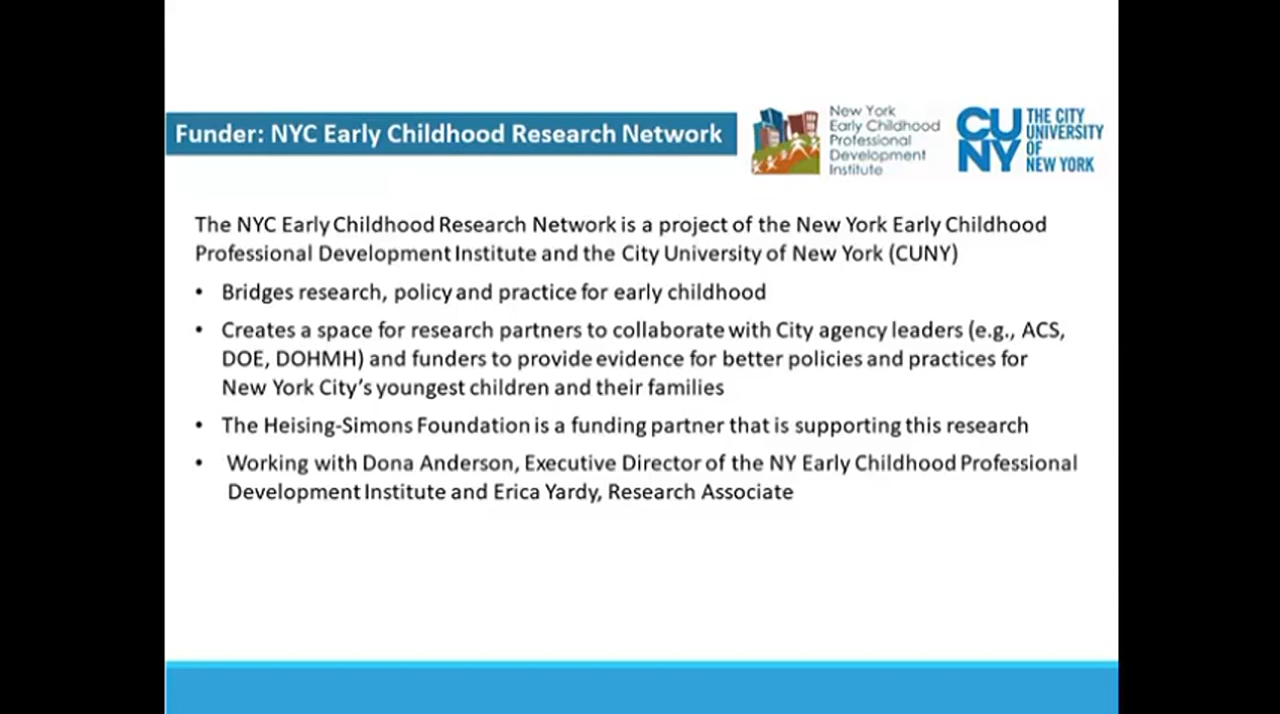 Funder: NYC Early Childhood Research Network
New York
Early Childhood
Professional
Development
Institute
CU
NY
THE CITY
UNIVERSITY
OF
NEW YORK
The NYC Early Childhood Research Network is a project of the New York Early Childhood
Professional Development Institute and the City University of New York (CUNY)
• Bridges research, policy and practice for early childhood
• Creates a space for research partners to collaborate with City agency leaders (e.g., ACS,
DOE, DOHMH) and funders to provide evidence for better policies and practices for
New York City's youngest children and their families
• The Heising-Simons Foundation is a funding partner that is supporting this research
• Working with Dona Anderson, Executive Director of the NY Early Childhood Professional
Development Institute and Erica Yardy, Research Associate